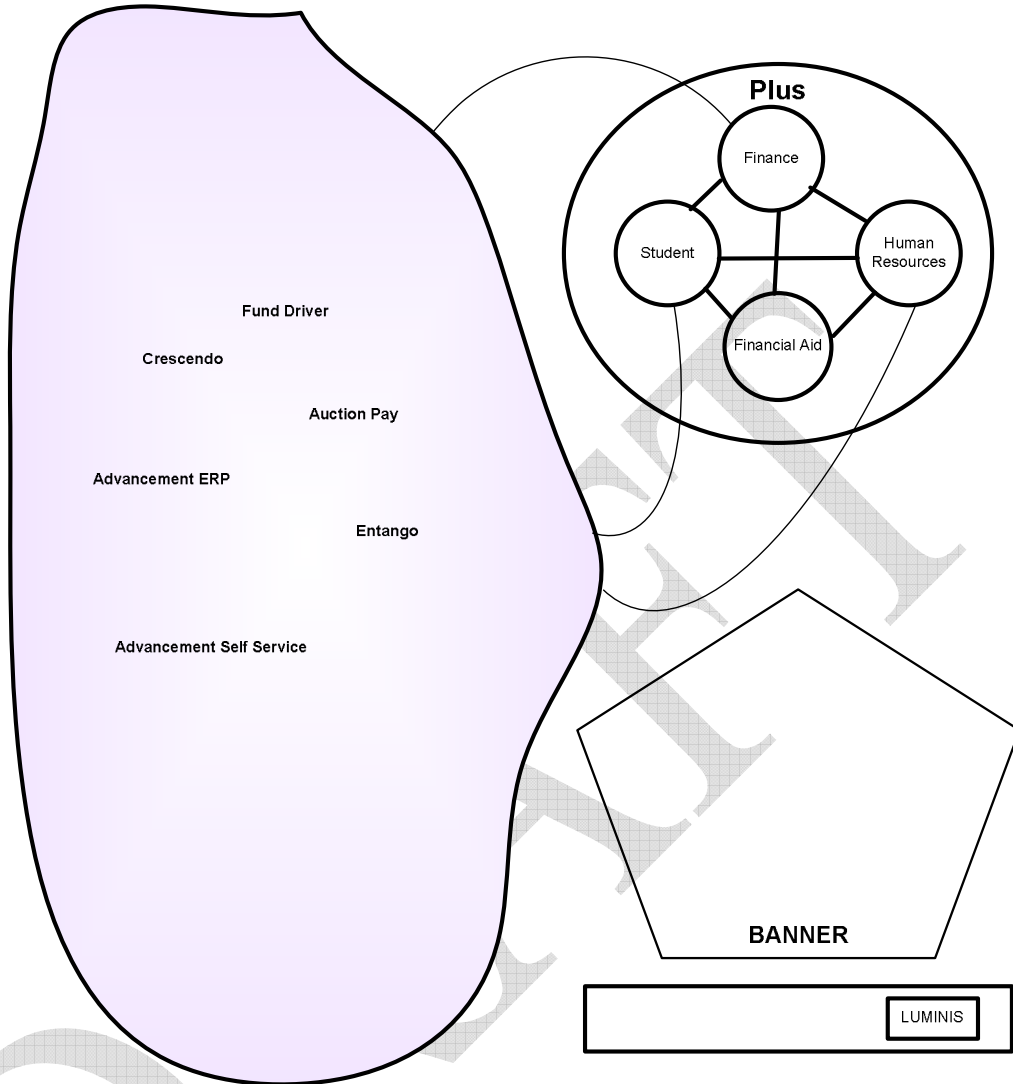 Plus
Finance
Student
Human
Resources
Financial Aid
Fund Driver
Crescendo
Auction Pay
Advancement ERP
Entango
Advancement Self Service
BANNER
LUMINIS
DRAFT